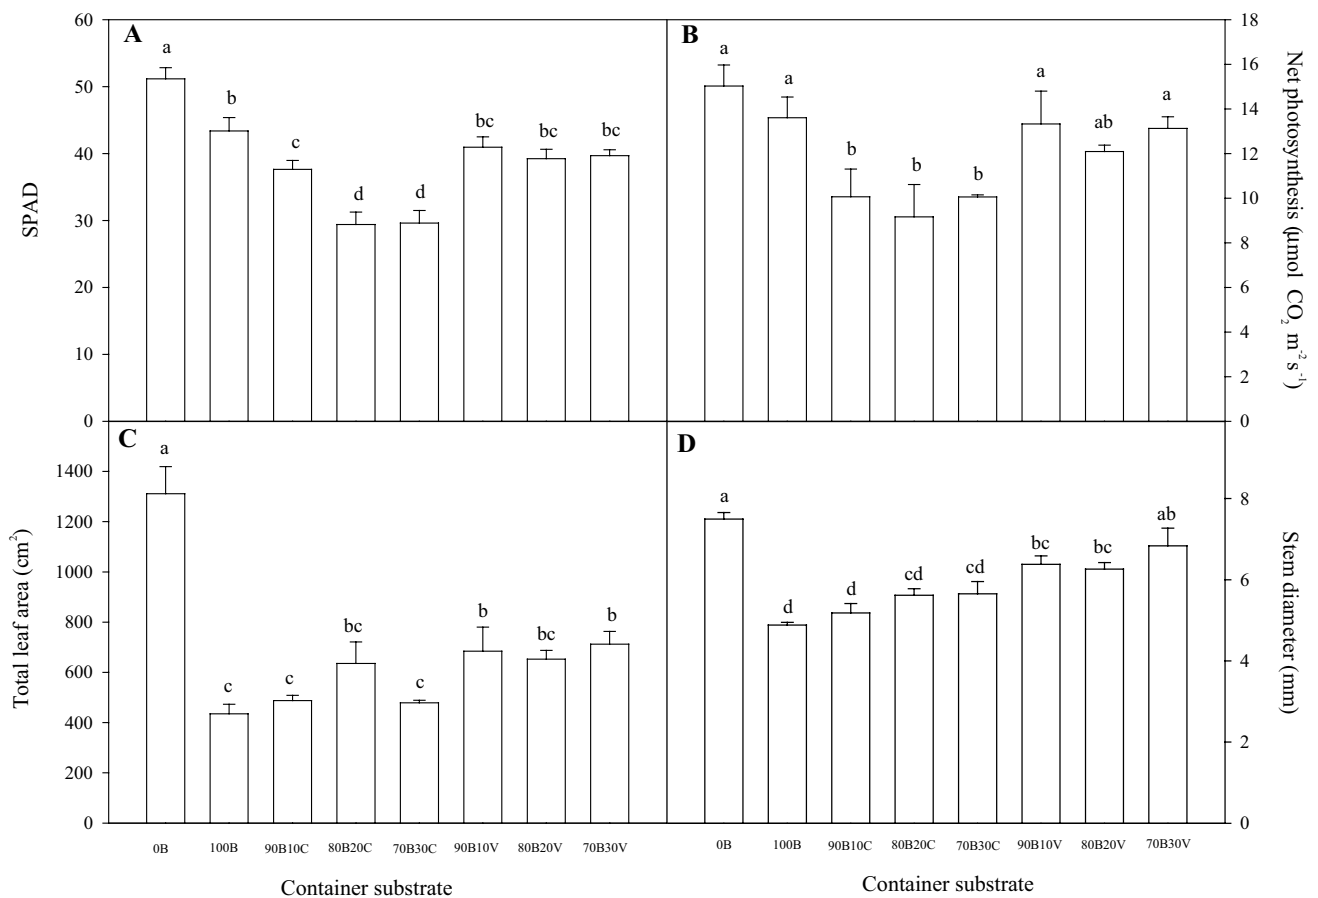 60
50
40
30
20
10
0
SPAD
A
a
b
c
d
d
bc
bc
bc
B
a
a
b
b
b
a
ab
a
18
16
14
12
10
8
6
4
2
0
Net photosynthesis (μmol CO₂ m⁻² s⁻¹)
C
1400
1200
1000
800
600
400
200
0
Total leaf area (cm²)
a
c
c
bc
c
b
bc
b
D
a
d
d
cd
cd
bc
bc
ab
8
6
4
2
0
Stem diameter (mm)
0B 100B 90B10C 80B20C 70B30C 90B10V 80B20V 70B30V
Container substrate
0B 100B 90B10C 80B20C 70B30C 90B10V 80B20V 70B30V
Container substrate